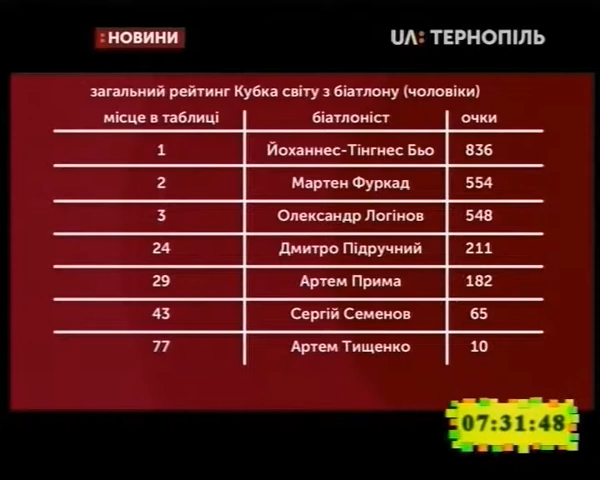 :НОВИНИ
UA: ТЕРНОПІЛЬ
загальний рейтинг Кубка світу з біатлону (чоловіки)
місце в таблиці біатлоніст очки
1 Йоханнес-Тінгнес Бьо 836
2 Мартен Фуркад 554
3 Олександр Логінов 548
24 Дмитро Підручний 211
29 Артем Прима 182
43 Сергій Семенов 65
77 Артем Тищенко 10
07:31:48